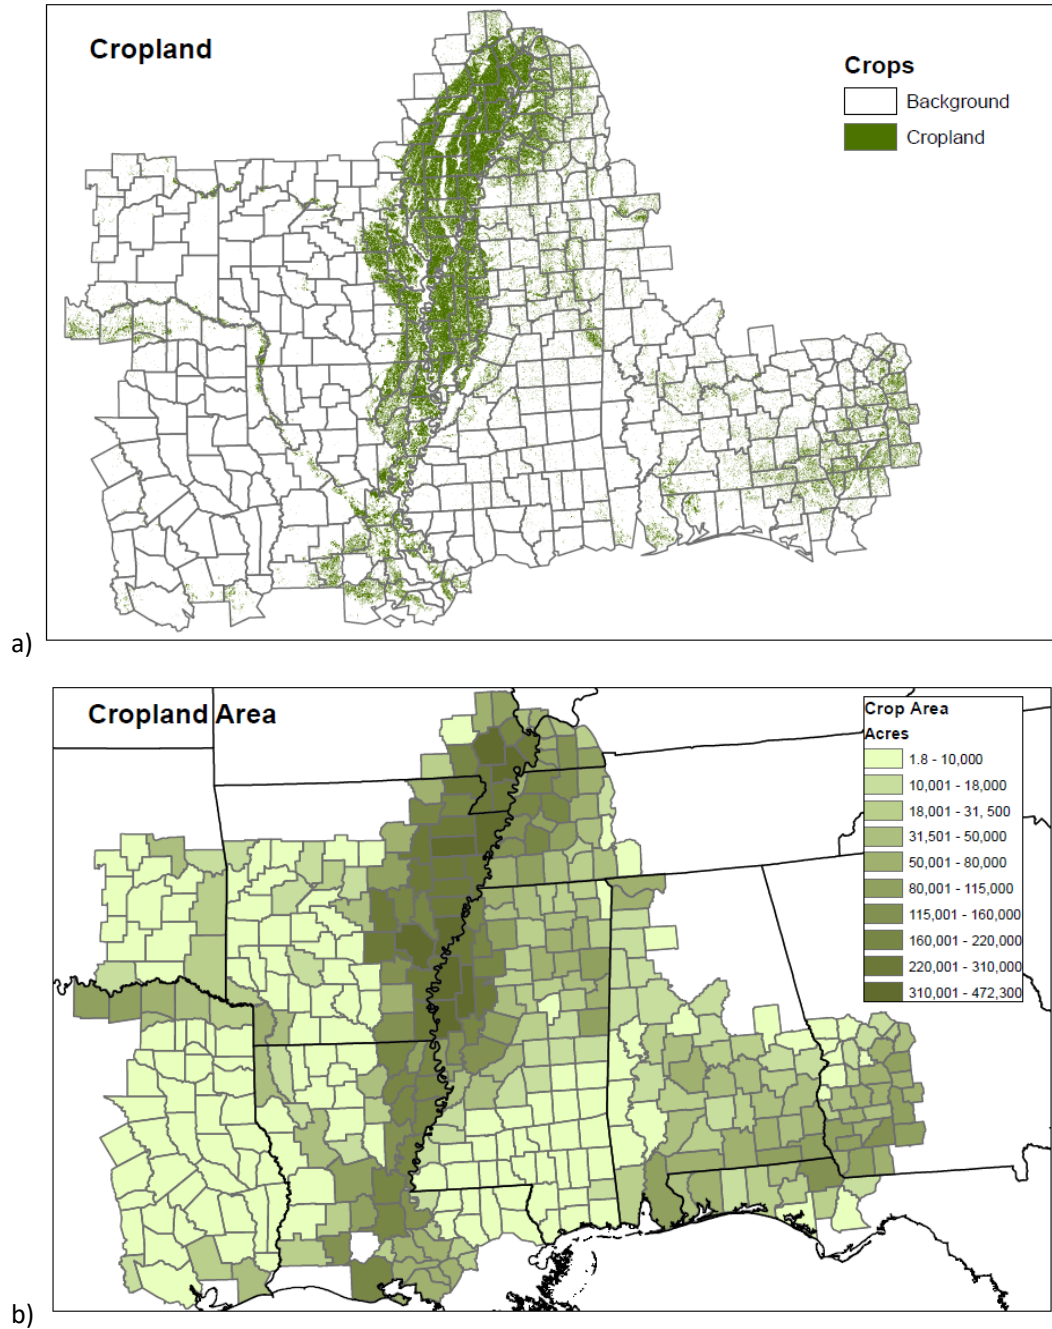 Cropland
Crops
Background
Cropland
a)
Cropland Area
Crop Area
Acres
1.8 - 10,000
10,001 - 18,000
18,001 - 31, 500
31,501 - 50,000
50,001 - 80,000
80,001 - 115,000
115,001 - 160,000
160,001 - 220,000
220,001 - 310,000
310,001 - 472,300
b)